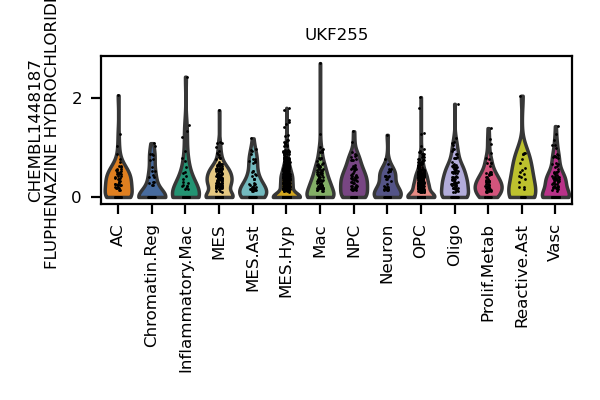 UKF255
CHEMBL1448187
FLUPHENAZINE HYDROCHLORID
2
0
AC
Chromatin.Reg
Inflammatory.Mac
MES
MES.Ast
MES.Hyp
Mac
NPC
Neuron
OPC
Oligo
Prolif.Metab
Reactive.Ast
Vasc